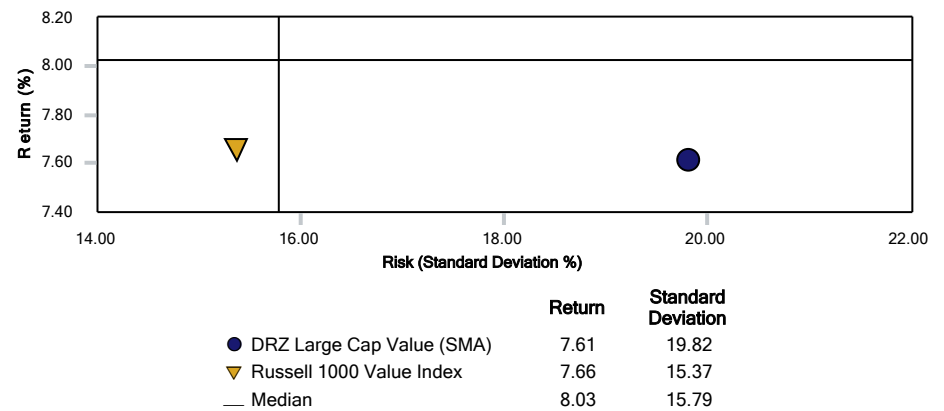 8.20
8.00
7.80
7.60
7.40
Return (%)
14.00 16.00 18.00 20.00 22.00
Risk (Standard Deviation %)
Return Standard Deviation
DRZ Large Cap Value (SMA) 7.61 19.82
Russell 1000 Value Index 7.66 15.37
Median 8.03 15.79